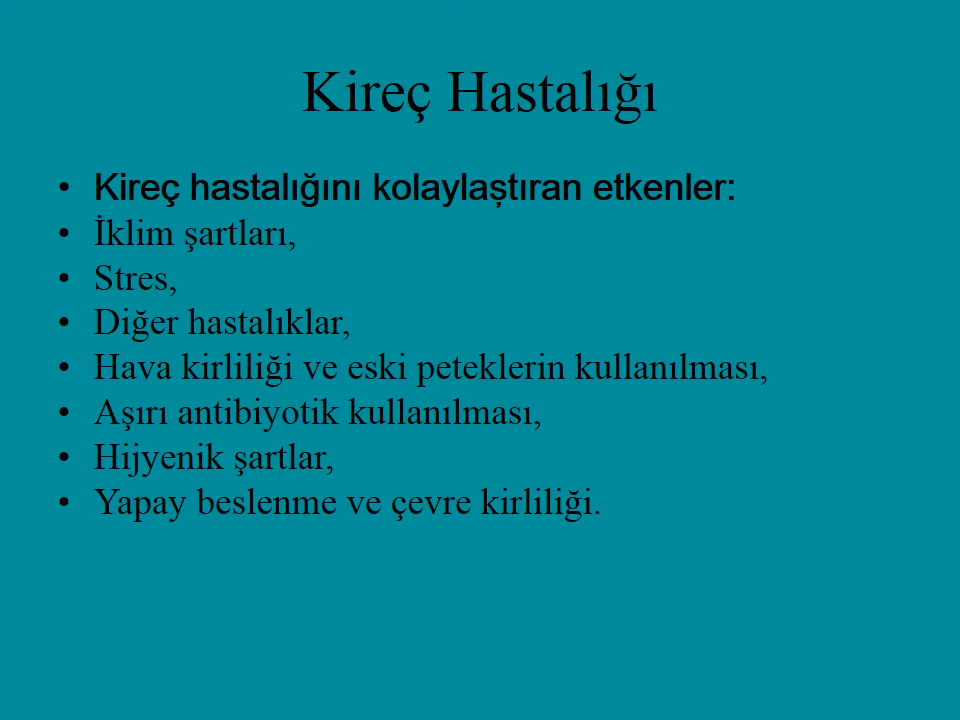 Kireç Hastalığı
• Kireç hastalığını kolaylaştıran etkenler:
• İklim şartları,
• Stres,
• Diğer hastalıklar,
• Hava kirliliği ve eski peteklerin kullanılması,
• Aşırı antibiyotik kullanılması,
• Hijyenik şartlar,
• Yapay beslenme ve çevre kirliliği.